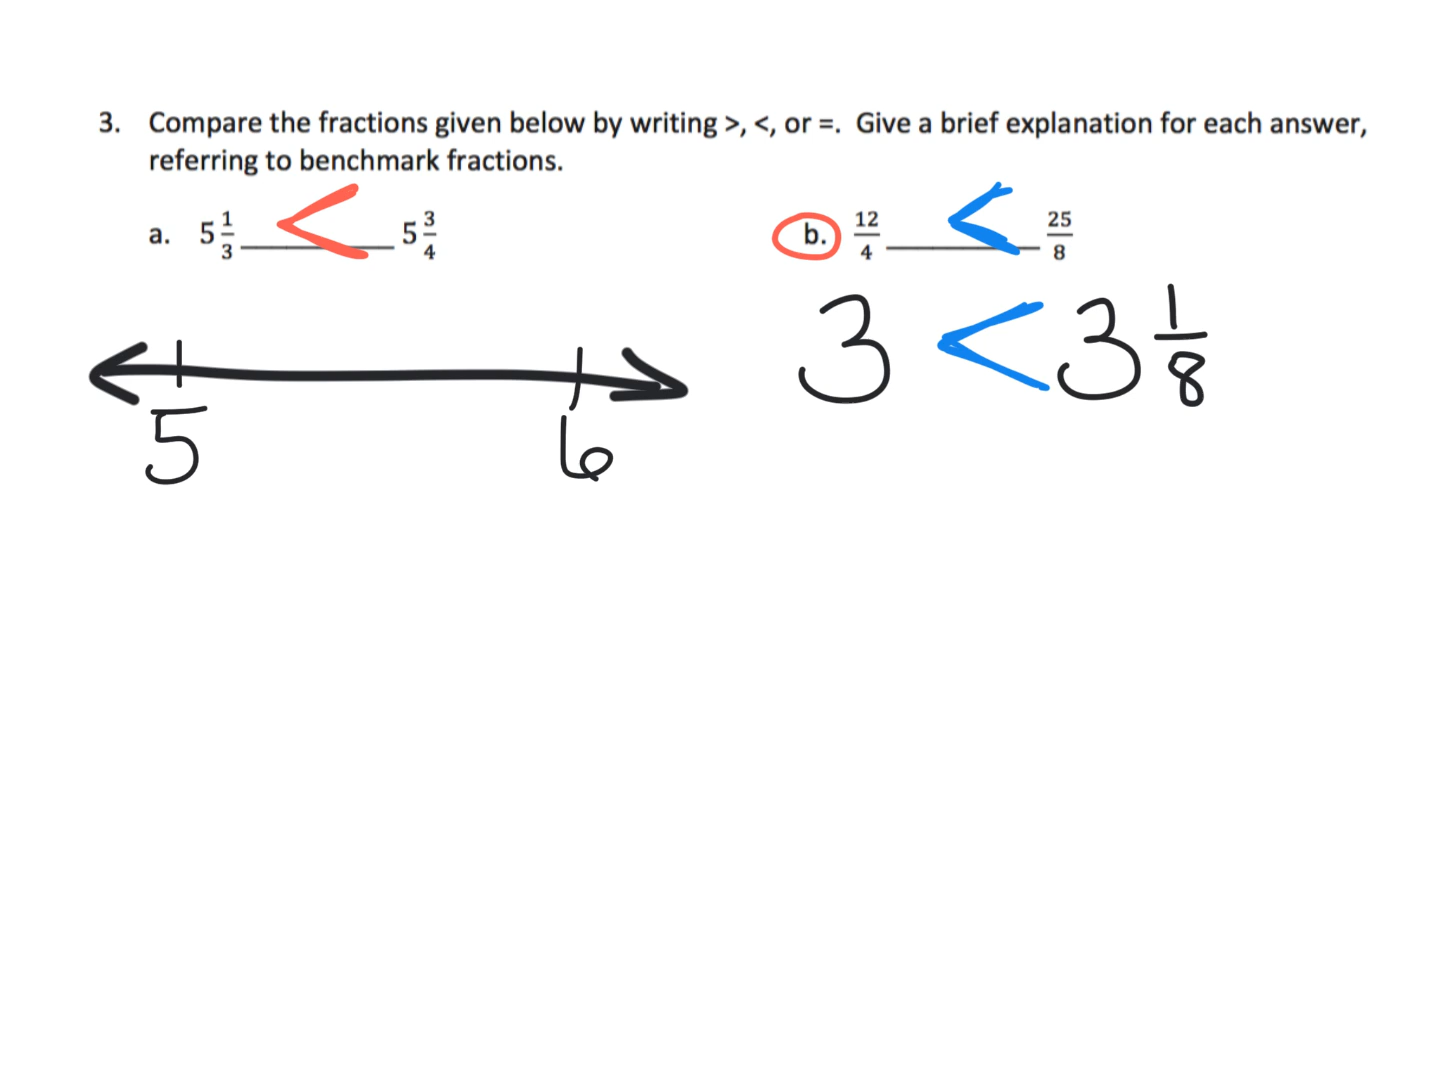 3. Compare the fractions given below by writing >, <, or =. Give a brief explanation for each answer,
referring to benchmark fractions.
a. 5 1/3 < 5 3/4
b. 12/4 < 25/8
3 < 3 1/8
5 6